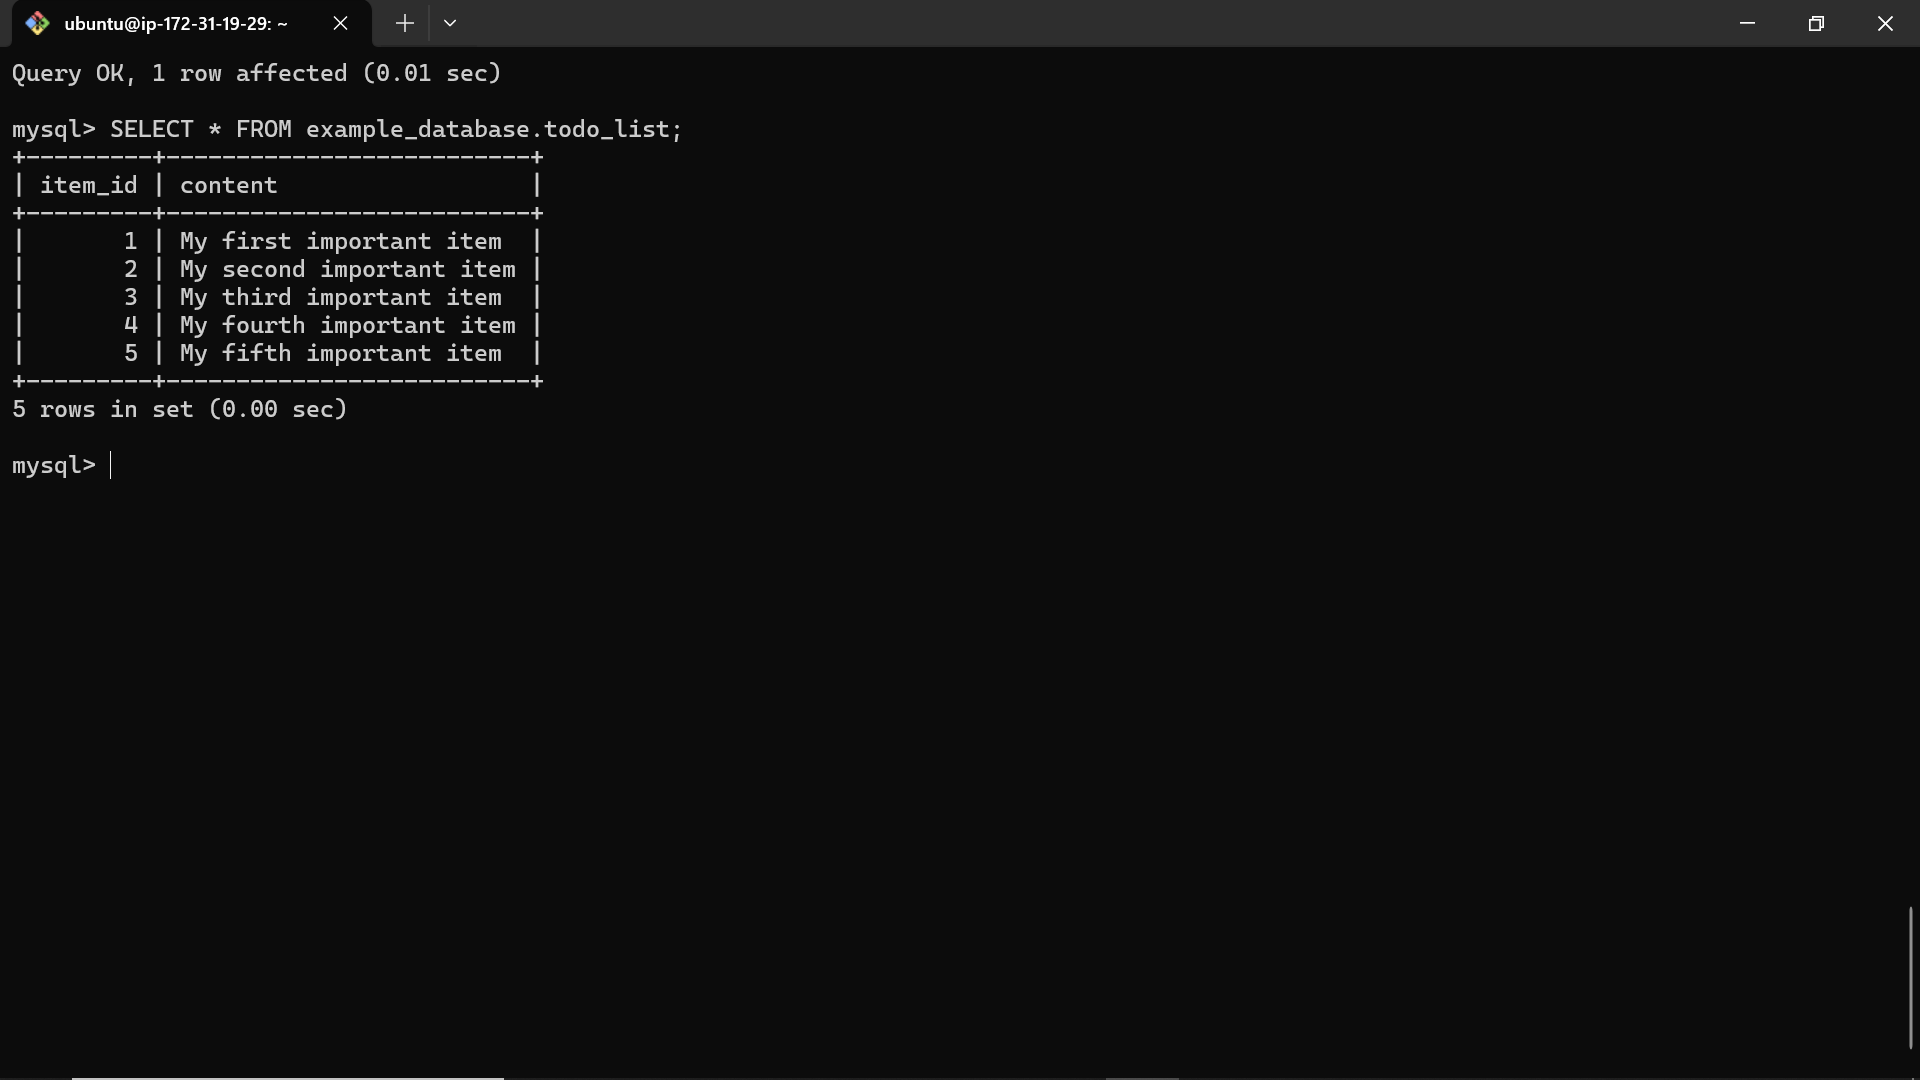 ubuntu@ip-172-31-19-29: ~
Query OK, 1 row affected (0.01 sec)
mysql> SELECT * FROM example_database.todo_list;
+---------+--------------------------+
| item_id | content                  |
+---------+--------------------------+
|       1 | My first important item  |
|       2 | My second important item |
|       3 | My third important item  |
|       4 | My fourth important item |
|       5 | My fifth important item  |
+---------+--------------------------+
5 rows in set (0.00 sec)
mysql>